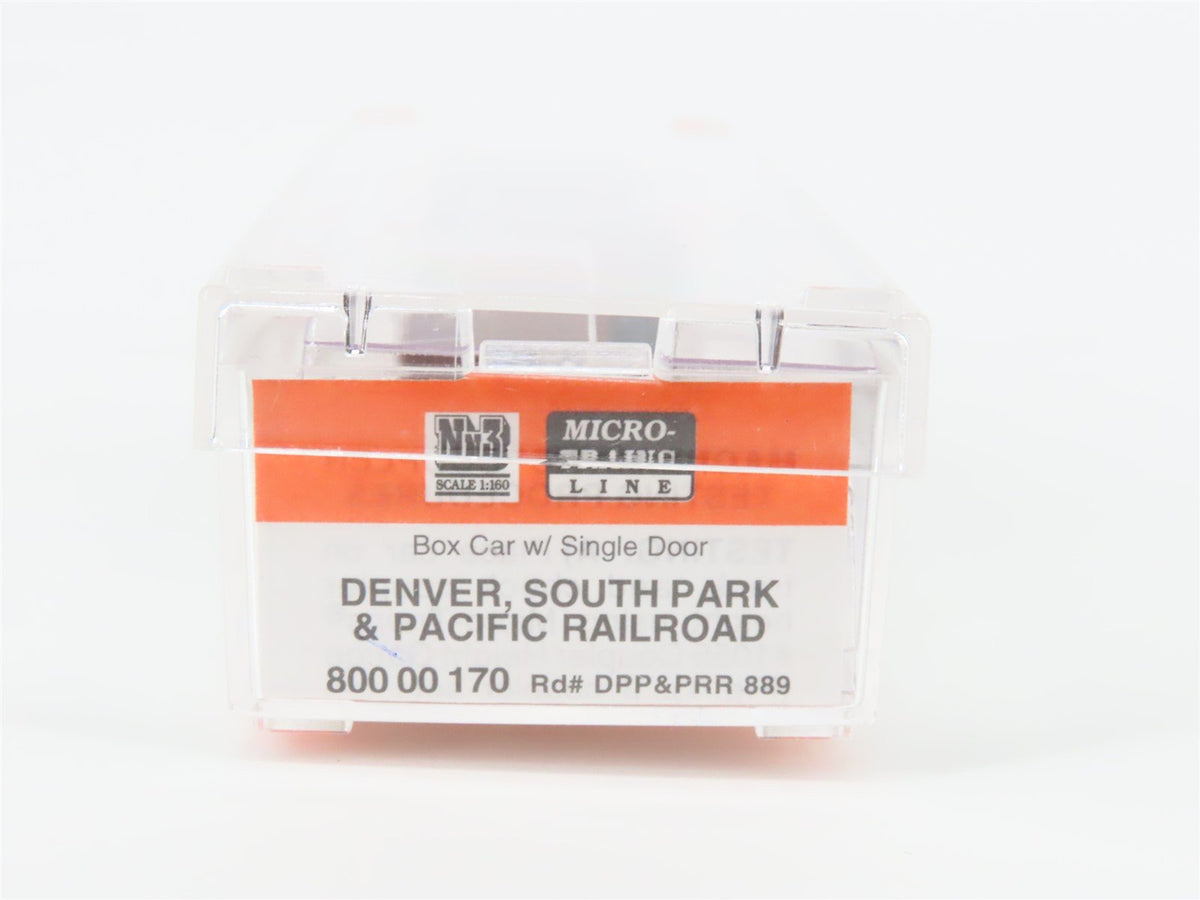 Nn3
SCALE 1:160
MICRO-
TRAINS
LINE
Box Car w/ Single Door
DENVER, SOUTH PARK
& PACIFIC RAILROAD
800 00 170 Rd# DPP&PRR 889